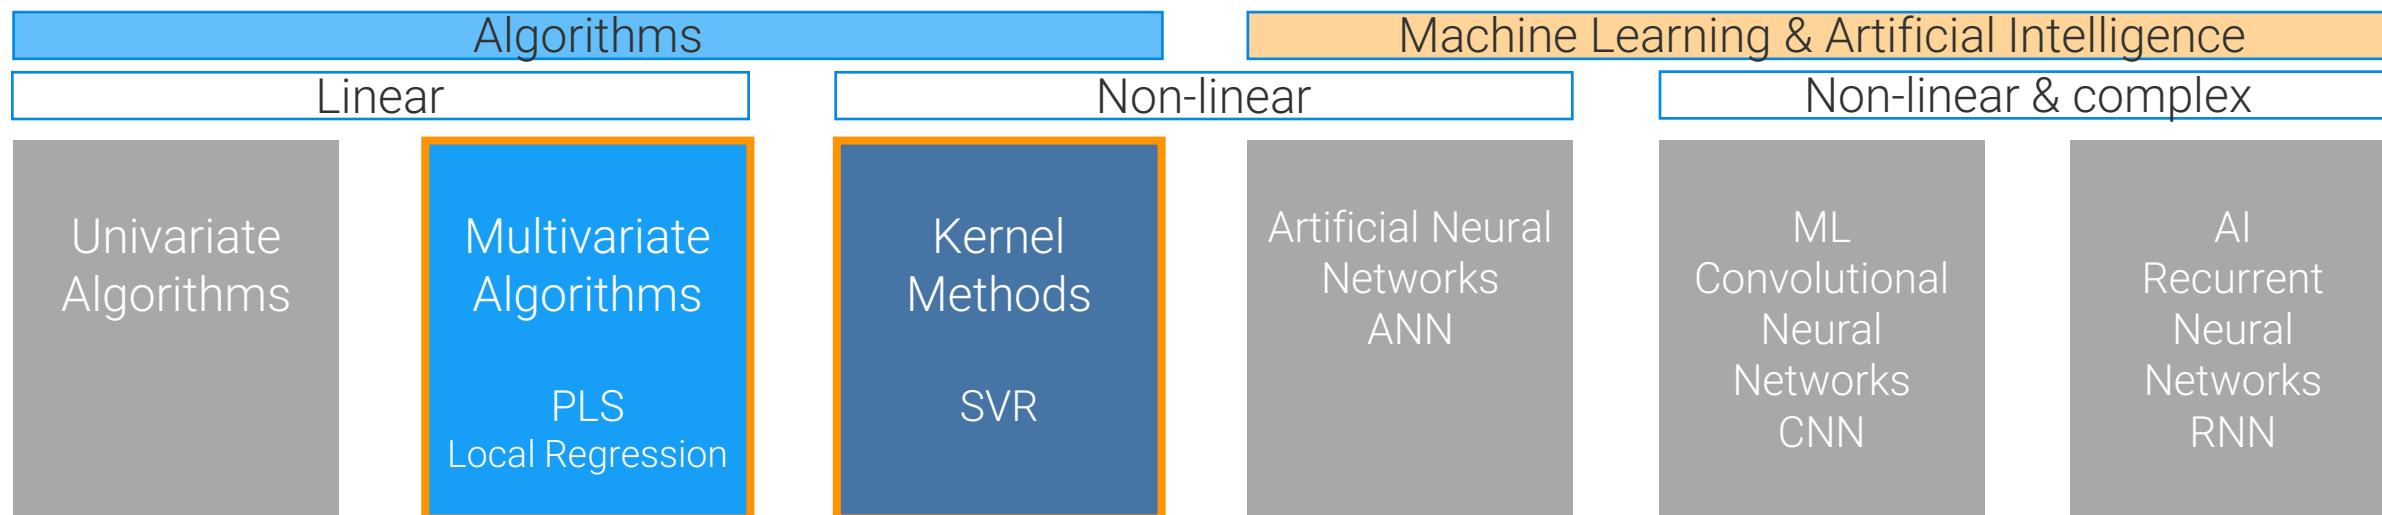 Algorithms
Machine Learning & Artificial Intelligence
Linear
Non-linear
Non-linear & complex
Univariate
Algorithms
Multivariate
Algorithms
PLS
Local Regression
Kernel
Methods
SVR
Artificial Neural
Networks
ANN
ML
Convolutional
Neural
Networks
CNN
AI
Recurrent
Neural
Networks
RNN